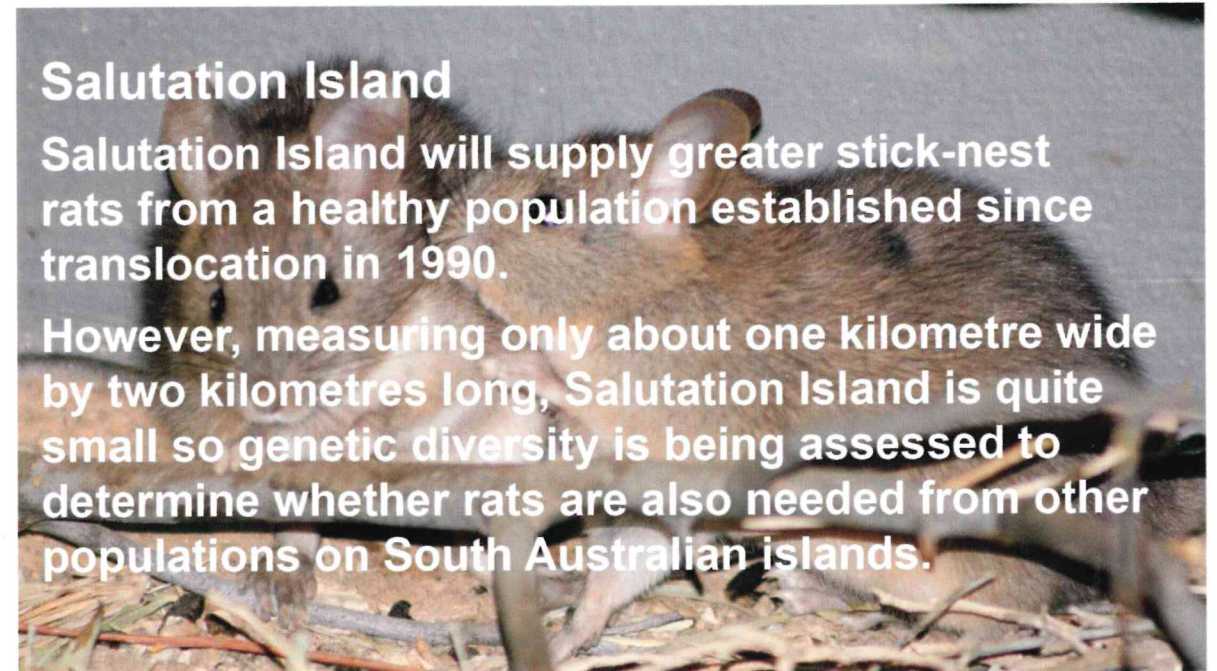 Salutation Island
Salutation Island will supply greater stick-nest
rats from a healthy population established since
translocation in 1990.
However, measuring only about one kilometre wide
by two kilometres long, Salutation Island is quite
small so genetic diversity is being assessed to
determine whether rats are also needed from other
populations on South Australian islands.